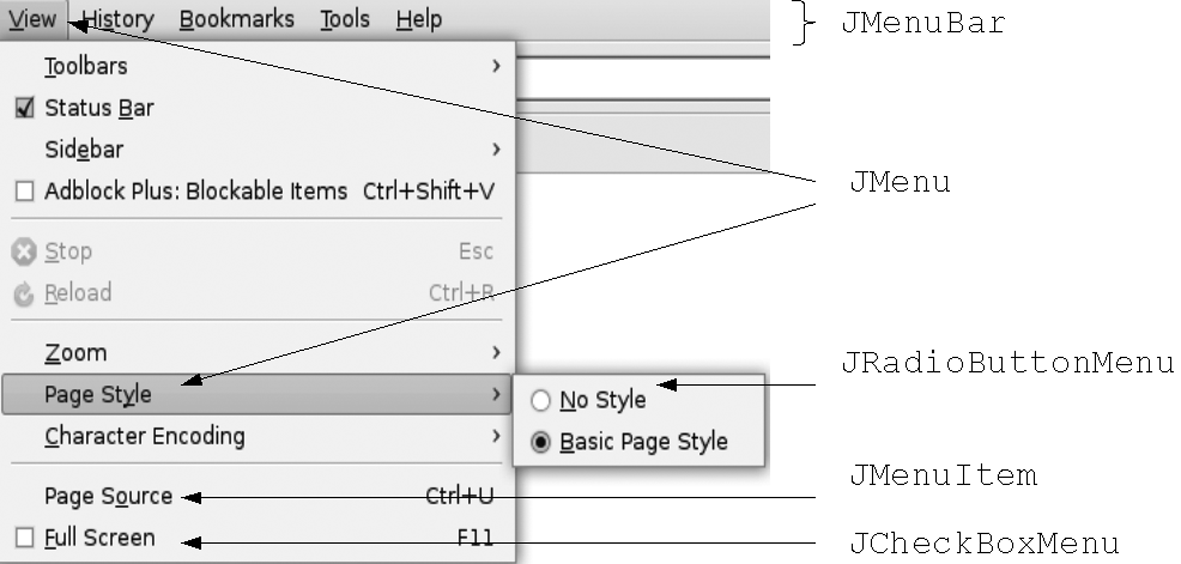 View History Bookmarks Tools Help JMenuBar
Toolbars ›
Status Bar
Sidebar ›
JMenu
Adblock Plus: Blockable Items Ctrl+Shift+V
Stop Esc
Reload Ctrl+R
Zoom ›
JRadioButtonMenu
Page Style ›
No Style
Character Encoding ›
Basic Page Style
JMenuItem
Page Source Ctrl+U
Full Screen F11
JCheckBoxMenu